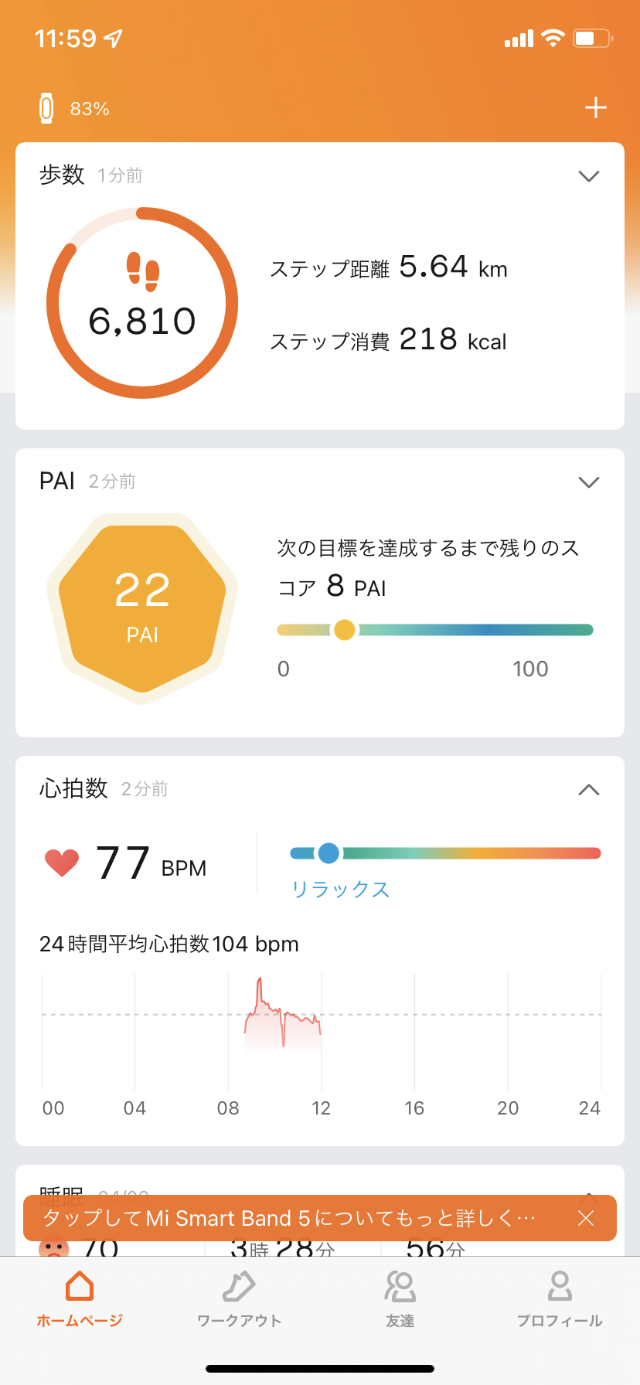 11:59
83%
歩数 1分前
6,810
ステップ距離 5.64 km
ステップ消費 218 kcal
PAI 2分前
22
PAI
次の目標を達成するまで残りのス
コア 8 PAI
0 100
心拍数 2分前
77 BPM
リラックス
24時間平均心拍数104 bpm
00 04 08 12 16 20 24
睡眠
タップしてMi Smart Band 5についてもっと詳しく…
70 3時 28分 56分
ホームページ ワークアウト 友達 プロフィール